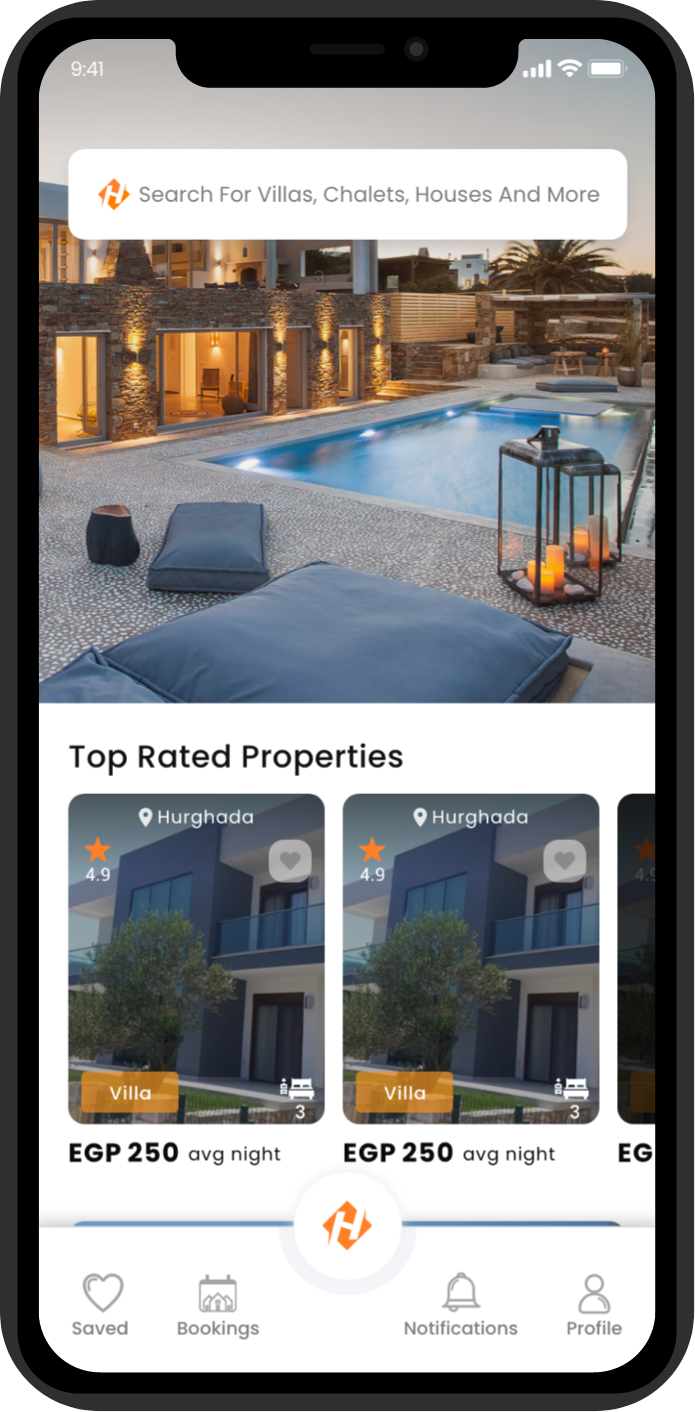 9:41
Search For Villas, Chalets, Houses And More
Top Rated Properties
Hurghada
4.9
Villa
3
EGP 250 avg night
Hurghada
4.9
Villa
3
EGP 250 avg night
4.9
EG
Saved
Bookings
Notifications
Profile